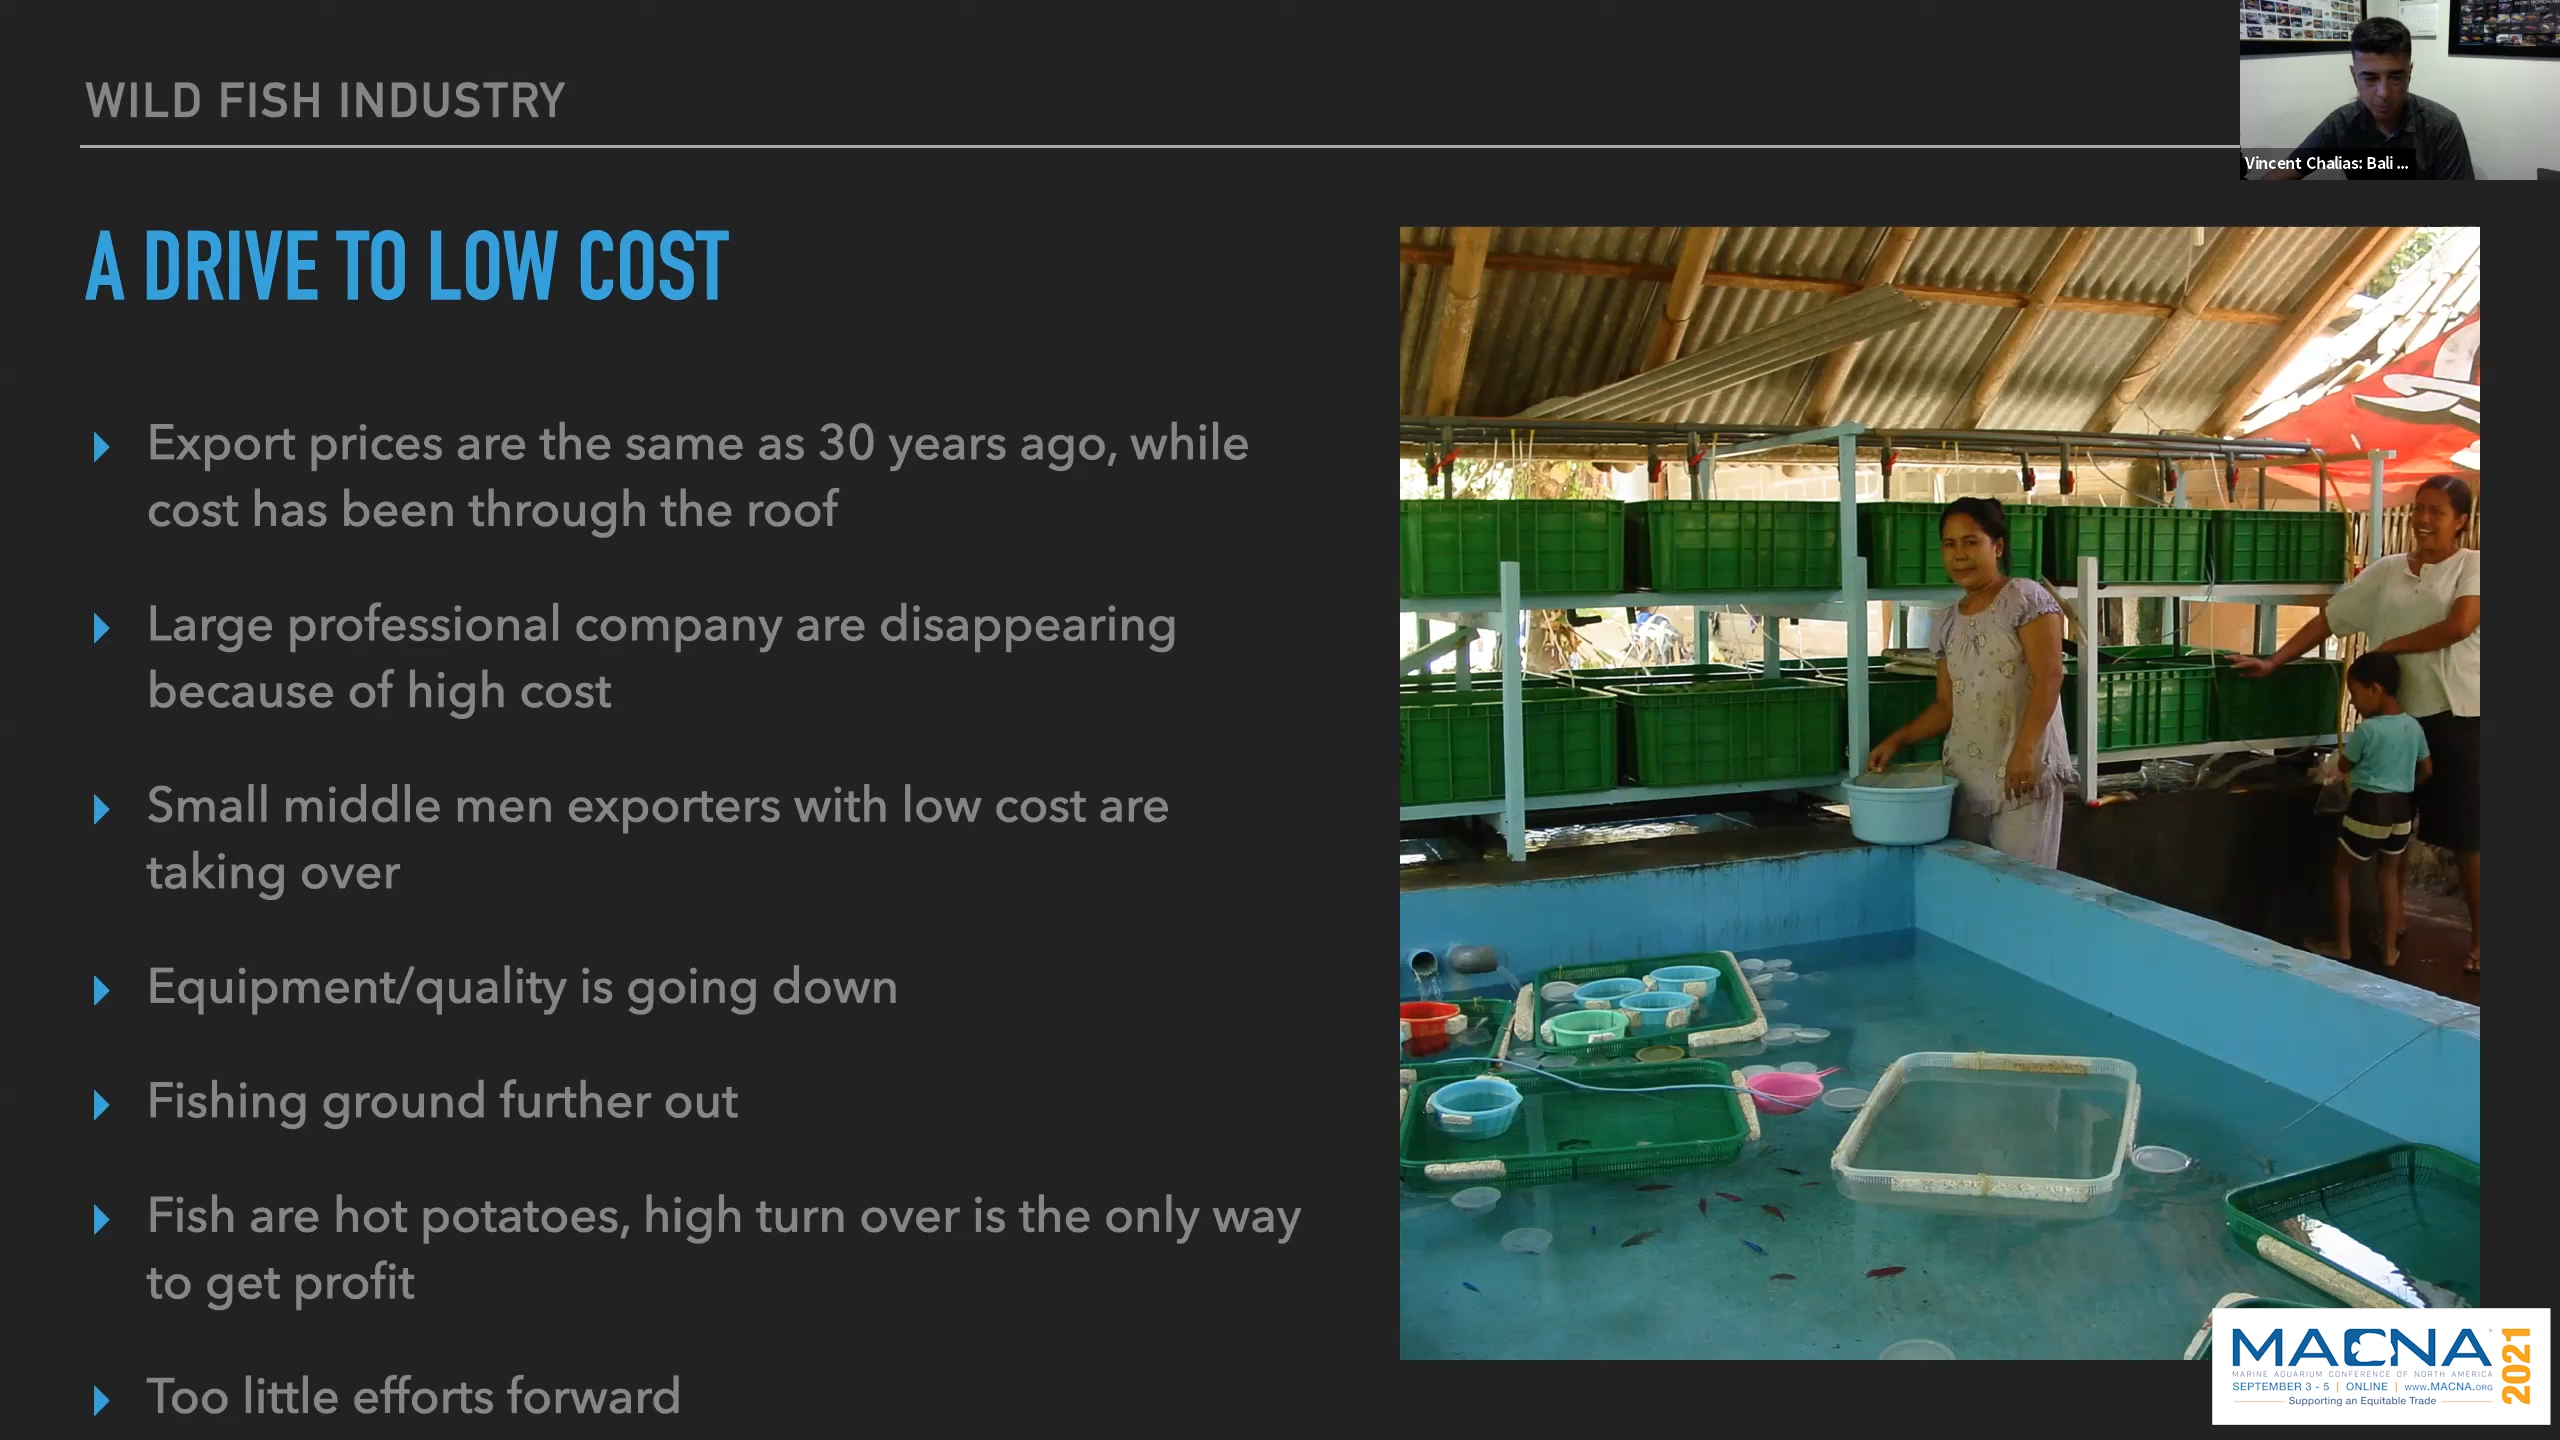 WILD FISH INDUSTRY
Vincent Chalias: Bali ...
A DRIVE TO LOW COST
Export prices are the same as 30 years ago, while
cost has been through the roof
Large professional company are disappearing
because of high cost
Small middle men exporters with low cost are
taking over
Equipment/quality is going down
Fishing ground further out
Fish are hot potatoes, high turn over is the only way
to get profit
Too little efforts forward
MACNA 2021
MARINE AQUARIUM CONFERENCE OF NORTH AMERICA
SEPTEMBER 3 - 5 | ONLINE | www.MACNA.ORG
Supporting an Equitable Trade